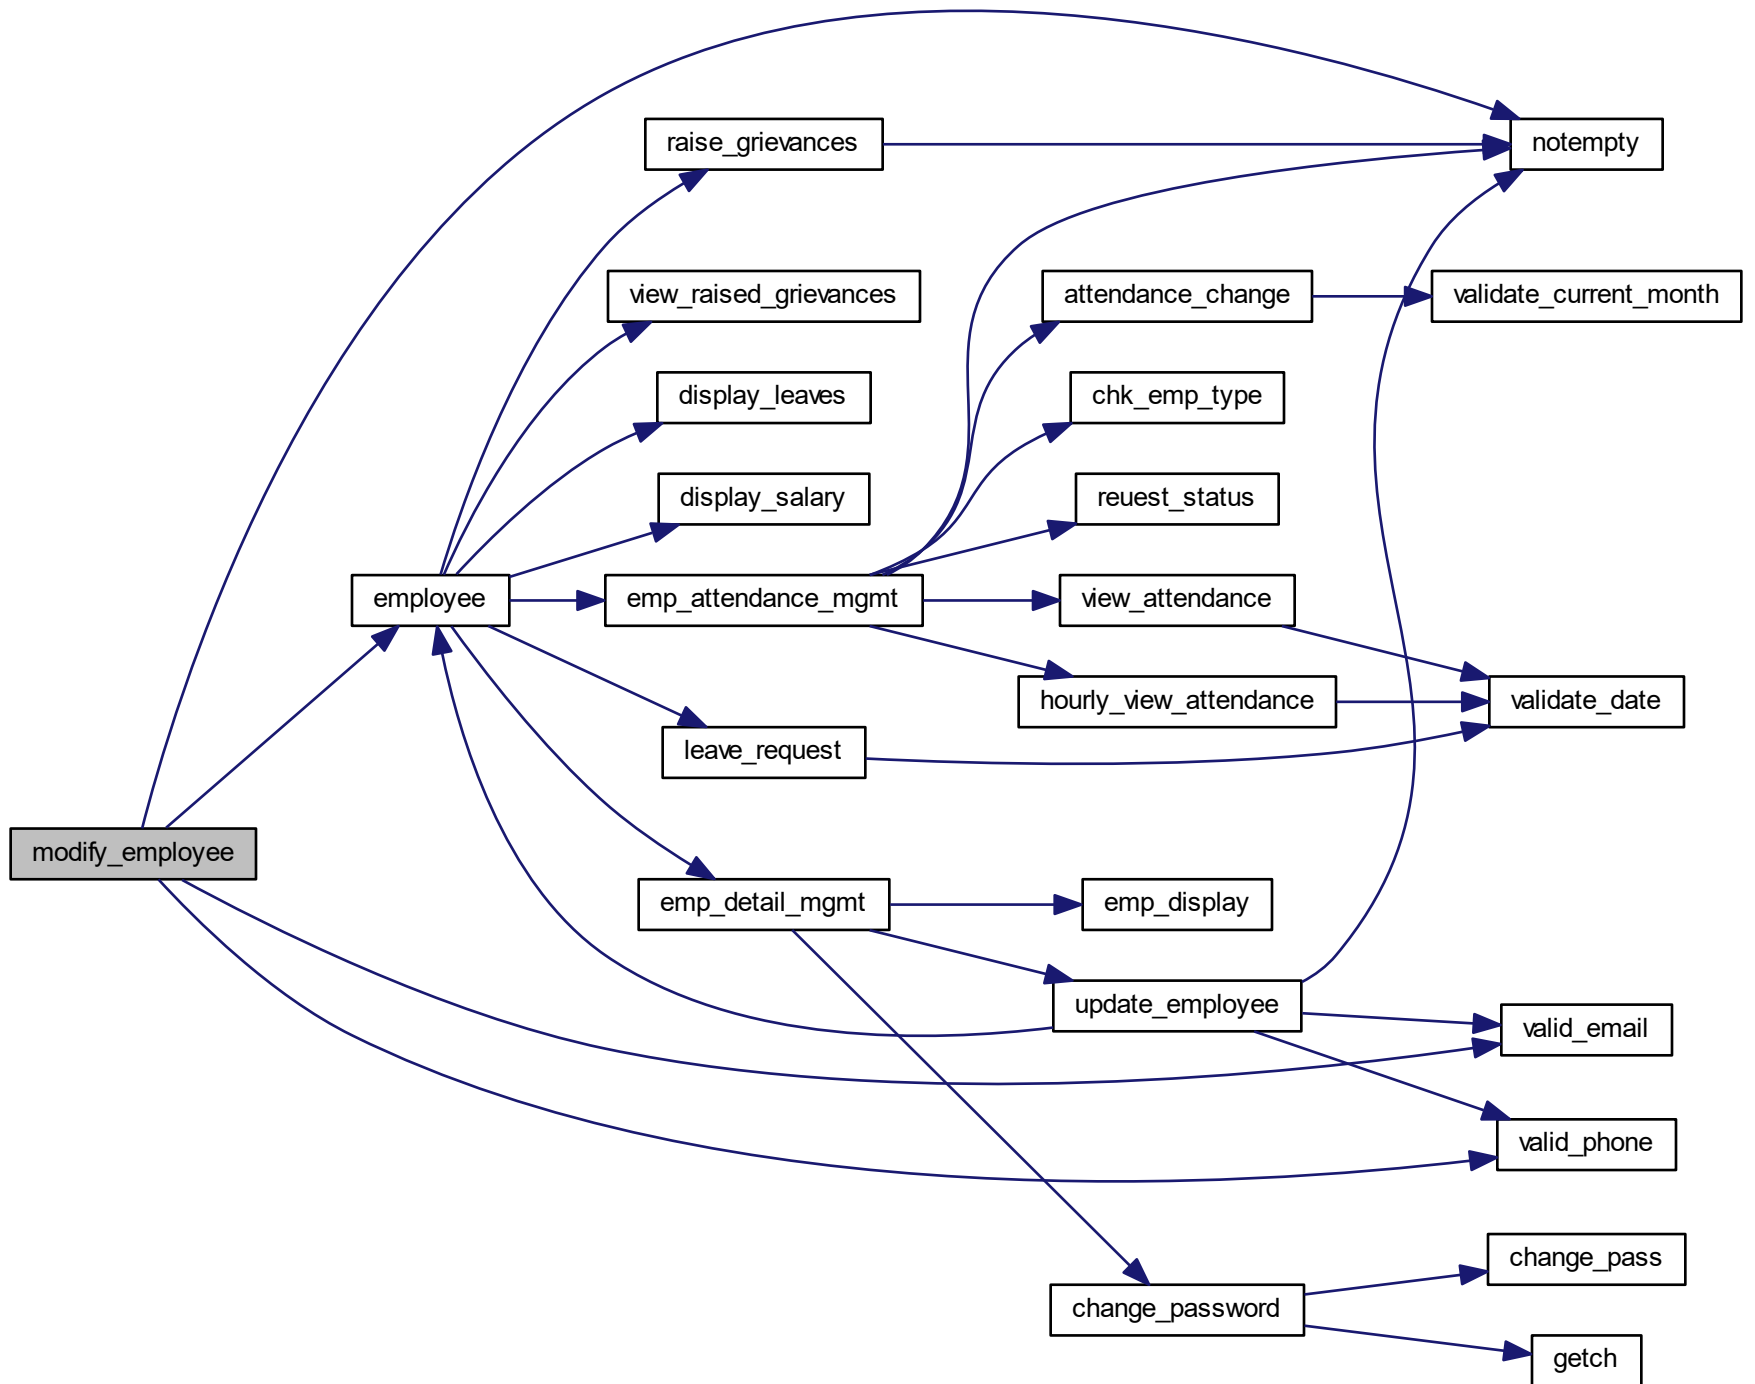 raise_grievances
notempty
view_raised_grievances
attendance_change
validate_current_month
display_leaves
chk_emp_type
display_salary
reuest_status
employee
emp_attendance_mgmt
view_attendance
hourly_view_attendance
validate_date
leave_request
modify_employee
emp_detail_mgmt
emp_display
update_employee
valid_email
valid_phone
change_pass
change_password
getch